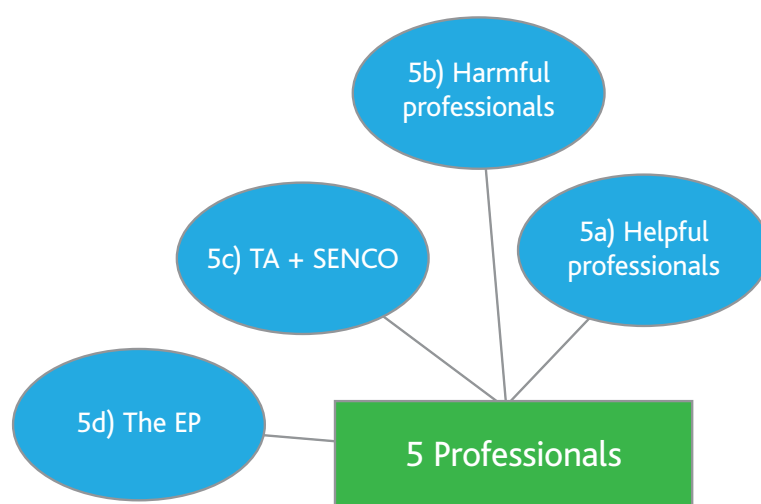 5b) Harmful
professionals
5a) Helpful
professionals
5c) TA + SENCO
5d) The EP
5 Professionals